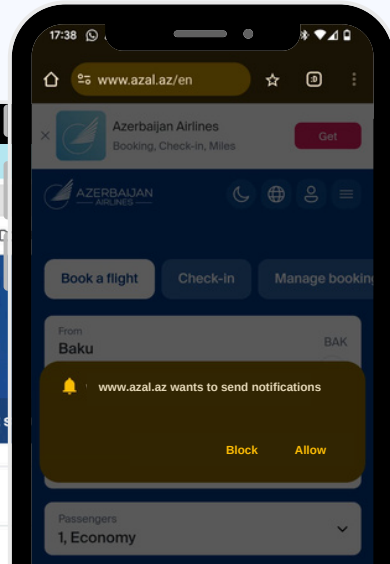 17:38
www.azal.az/en
:D
Azerbaijan Airlines
Booking, Check-in, Miles
Get
AZERBAIJAN
AIRLINES
Book a flight
Check-in
Manage booking
From
Baku
BAK
www.azal.az wants to send notifications
Block
Allow
Passengers
1, Economy